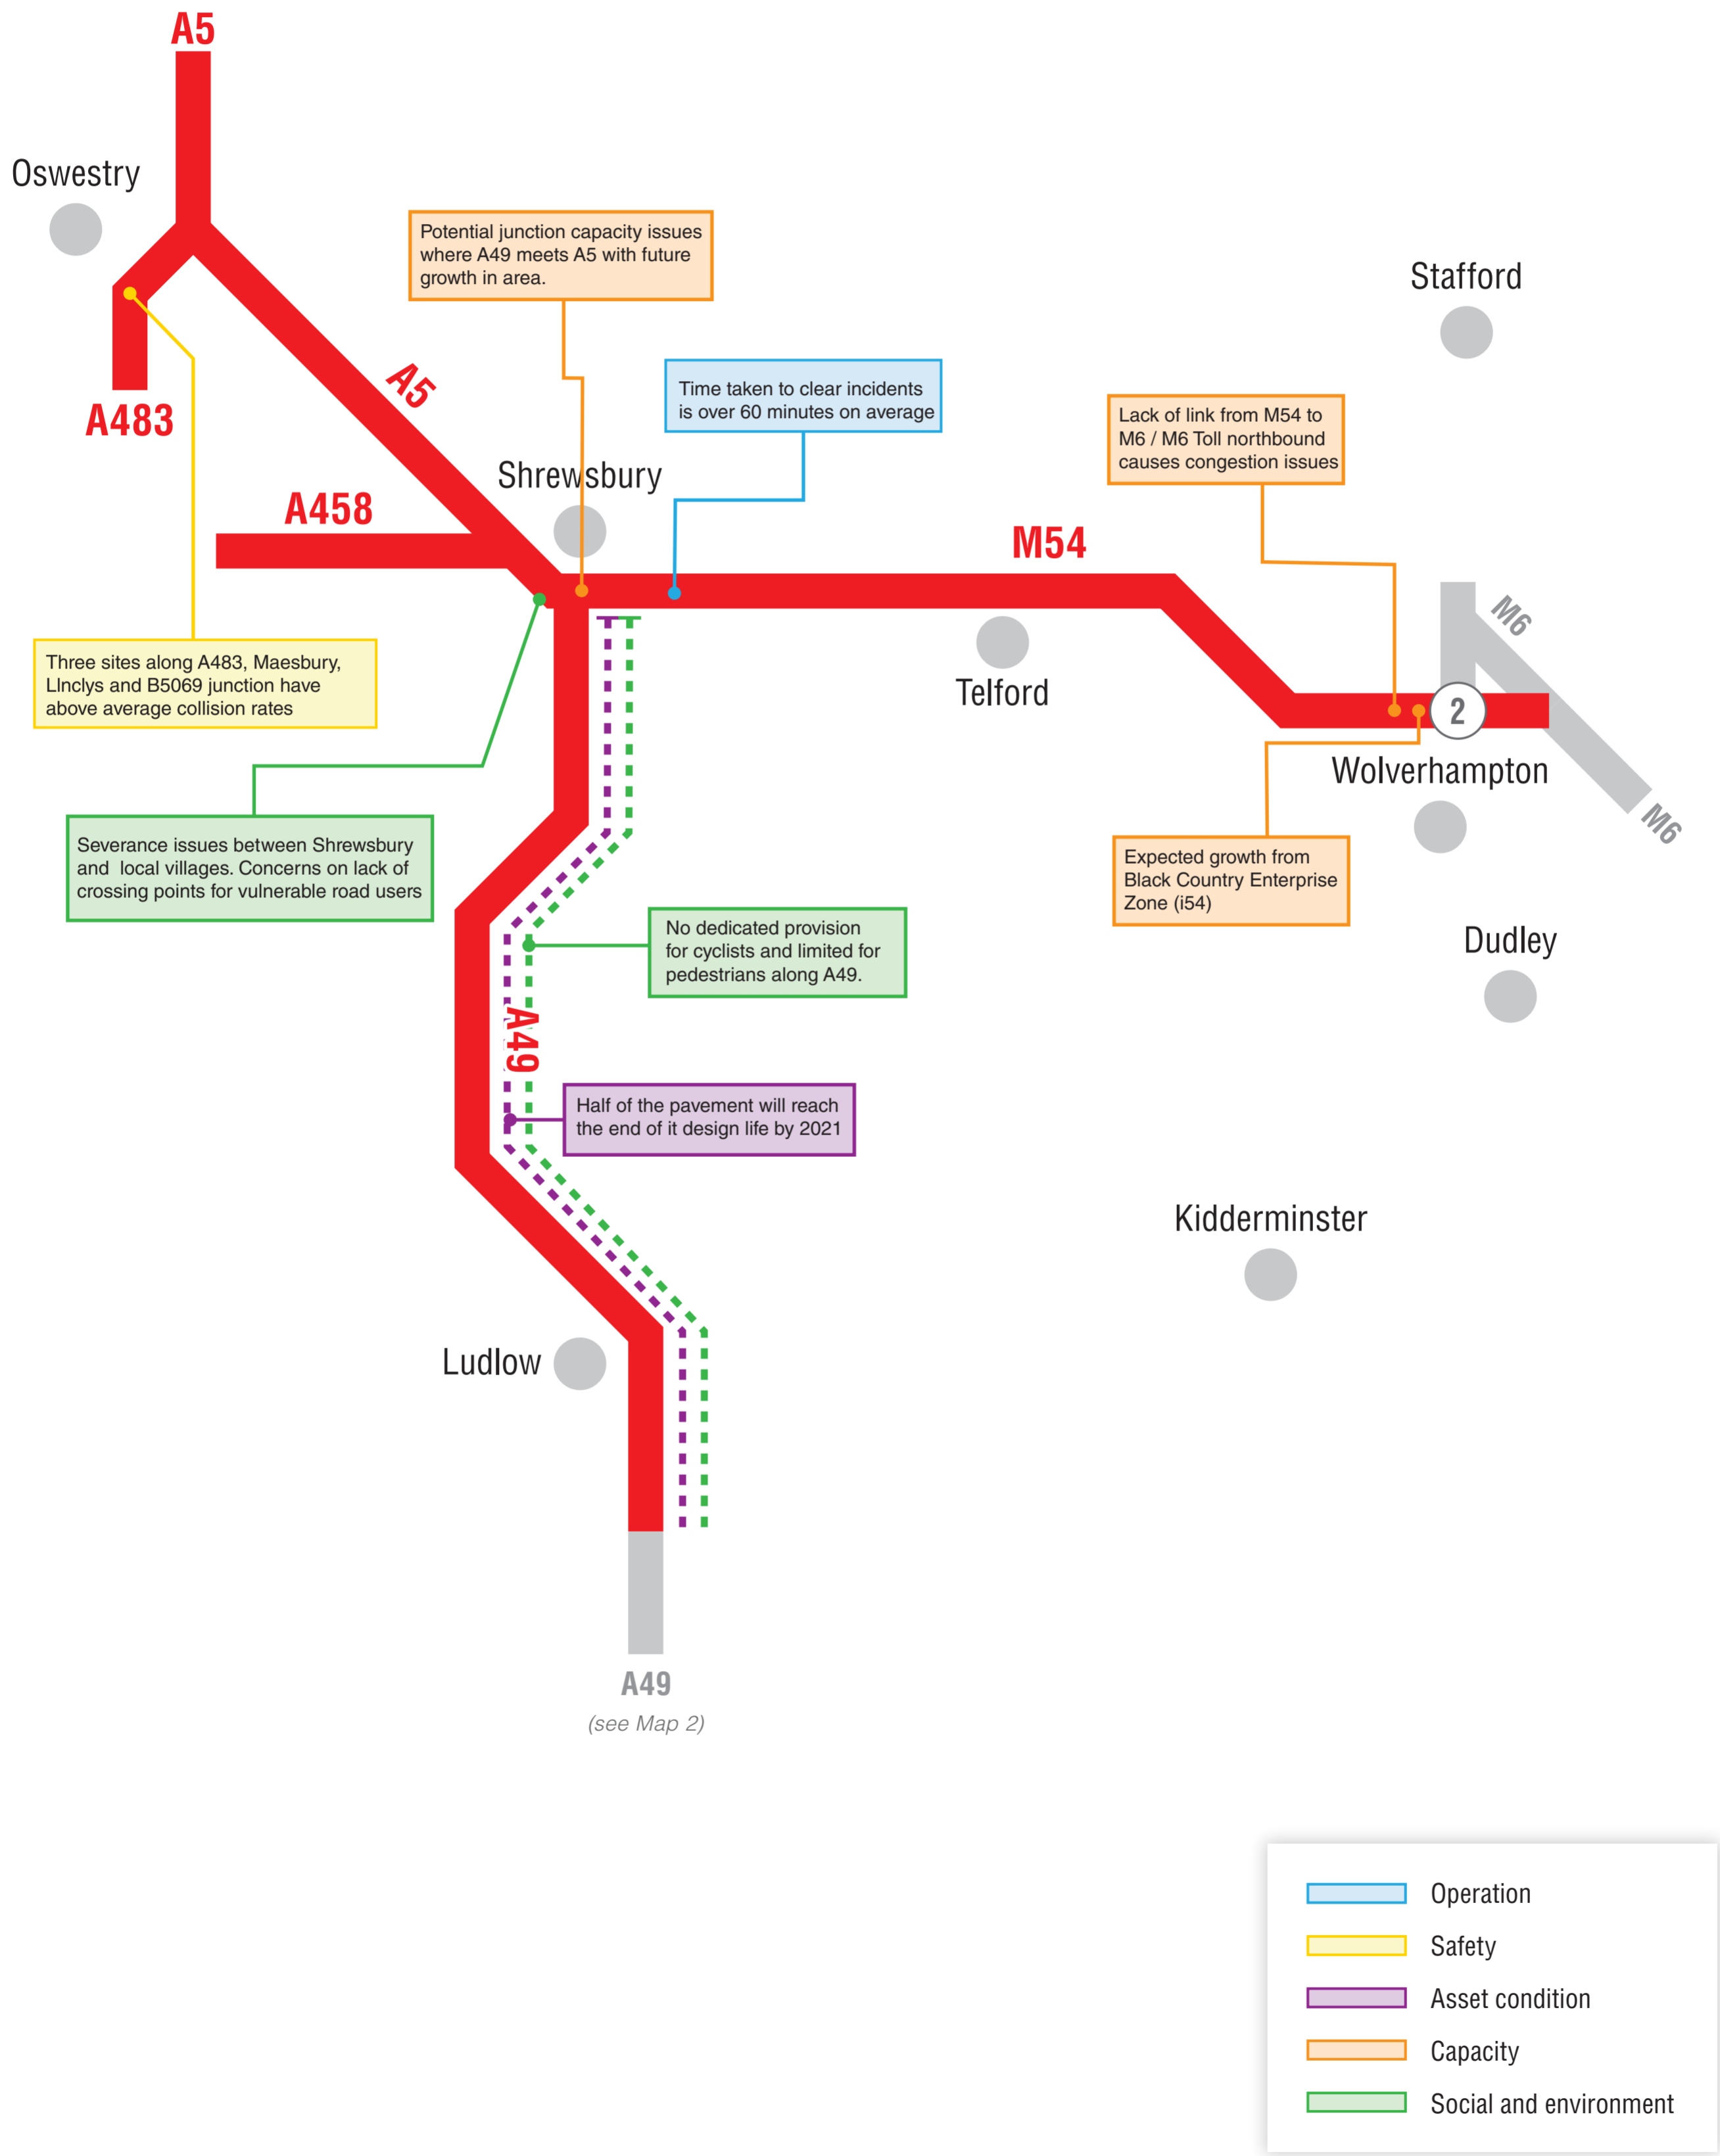 A5
Oswestry
Potential junction capacity issues
where A49 meets A5 with future
growth in area.
Stafford
A5
Time taken to clear incidents
is over 60 minutes on average
A483
Lack of link from M54 to
M6 / M6 Toll northbound
causes congestion issues
Shrewsbury
A458
M54
M6
Three sites along A483, Maesbury,
Llnclys and B5069 junction have
above average collision rates
Telford
2
Wolverhampton
M6
Severance issues between Shrewsbury
and local villages. Concerns on lack of
crossing points for vulnerable road users
Expected growth from
Black Country Enterprise
Zone (i54)
No dedicated provision
for cyclists and limited for
pedestrians along A49.
Dudley
A49
Half of the pavement will reach
the end of it design life by 2021
Kidderminster
Ludlow
A49
(see Map 2)
Operation
Safety
Asset condition
Capacity
Social and environment